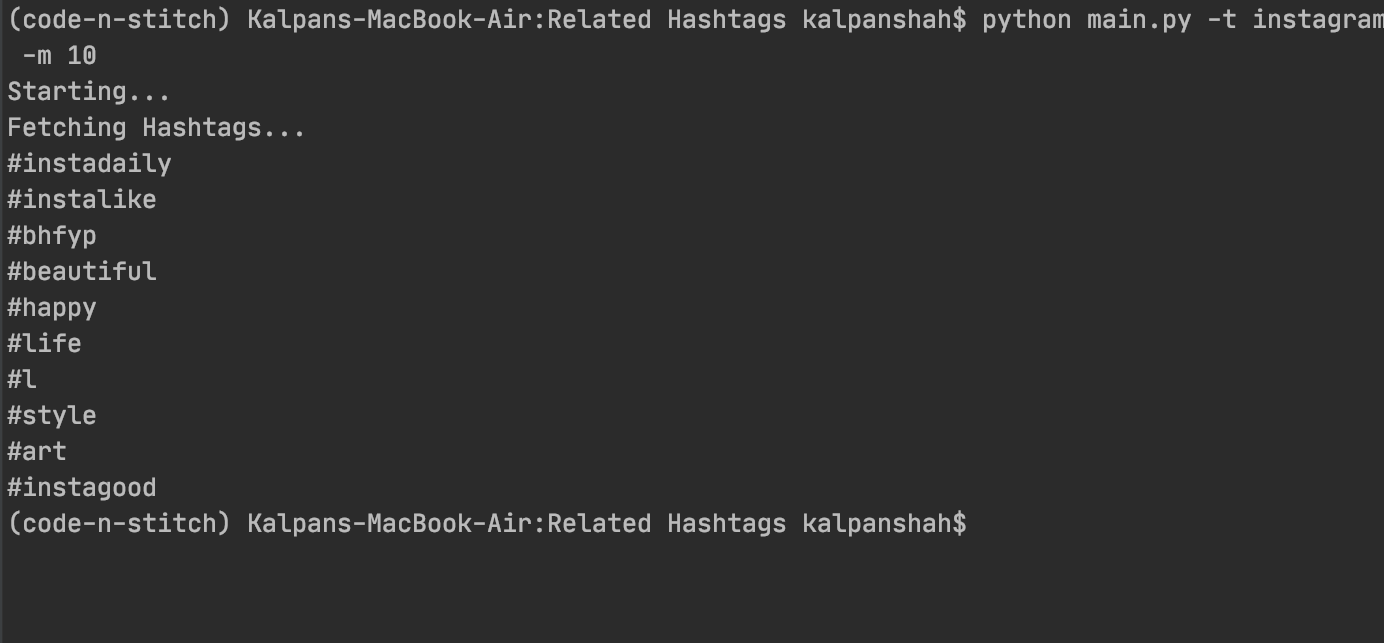 (code-n-stitch) Kalpans-MacBook-Air:Related Hashtags kalpanshah$ python main.py -t instagram
-m 10
Starting...
Fetching Hashtags...
#instadaily
#instalike
#bhfyp
#beautiful
#happy
#life
#l
#style
#art
#instagood
(code-n-stitch) Kalpans-MacBook-Air:Related Hashtags kalpanshah$